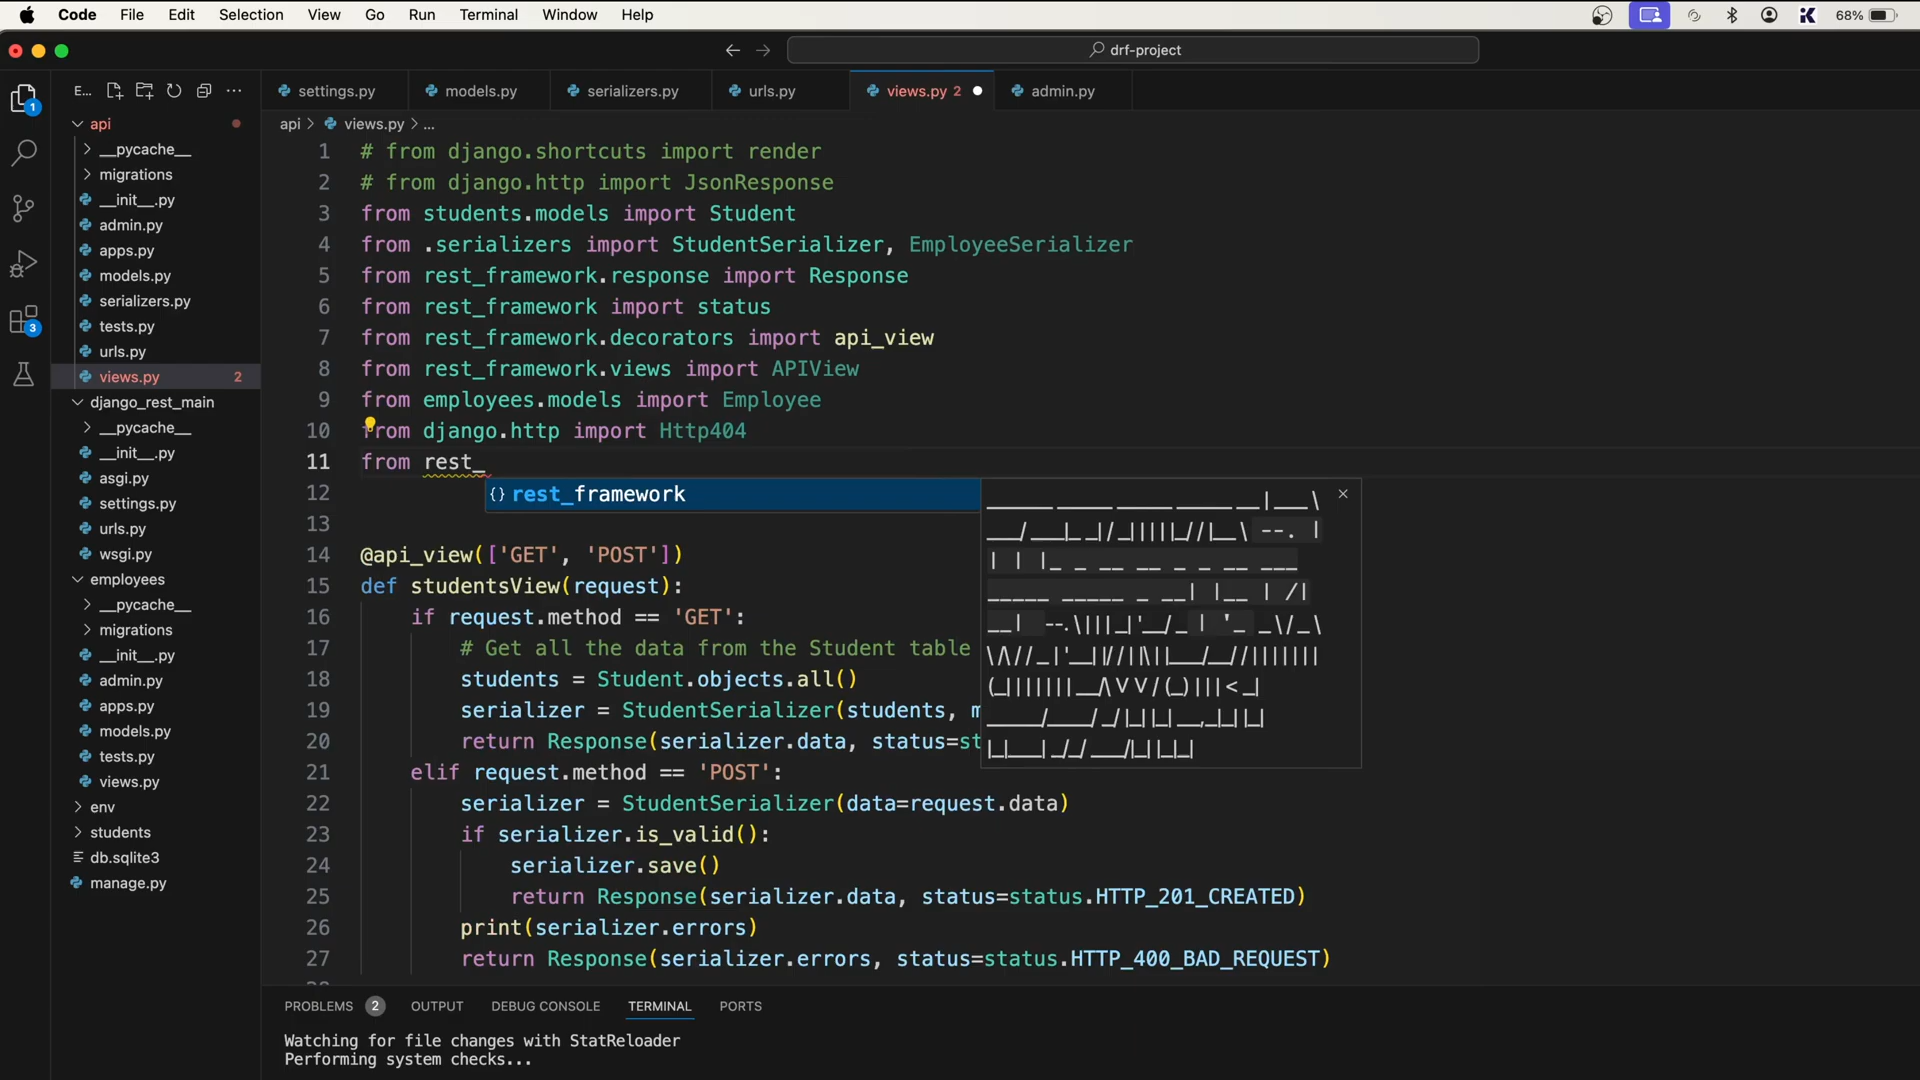 Code File Edit Selection View Go Run Terminal Window Help 68%
drf-project
E... settings.py models.py serializers.py urls.py views.py 2 admin.py
api > views.py > ...
1
3
api
__pycache__
migrations
__init__.py
admin.py
apps.py
models.py
serializers.py
tests.py
urls.py
views.py 2
django_rest_main
__pycache__
__init__.py
asgi.py
settings.py
urls.py
wsgi.py
employees
__pycache__
migrations
__init__.py
admin.py
apps.py
models.py
tests.py
views.py
env
students
db.sqlite3
manage.py
1 # from django.shortcuts import render
2 # from django.http import JsonResponse
3 from students.models import Student
4 from .serializers import StudentSerializer, EmployeeSerializer
5 from rest_framework.response import Response
6 from rest_framework import status
7 from rest_framework.decorators import api_view
8 from rest_framework.views import APIView
9 from employees.models import Employee
10 from django.http import Http404
11 from rest_
{} rest_framework
12
13
14 @api_view(['GET', 'POST'])
15 def studentsView(request):
16 if request.method == 'GET':
17 # Get all the data from the Student table
18 students = Student.objects.all()
19 serializer = StudentSerializer(students, m
20 return Response(serializer.data, status=st
21 elif request.method == 'POST':
22 serializer = StudentSerializer(data=request.data)
23 if serializer.is_valid():
24 serializer.save()
25 return Response(serializer.data, status=status.HTTP_201_CREATED)
26 print(serializer.errors)
27 return Response(serializer.errors, status=status.HTTP_400_BAD_REQUEST)
PROBLEMS 2 OUTPUT DEBUG CONSOLE TERMINAL PORTS
Watching for file changes with StatReloader
Performing system checks...